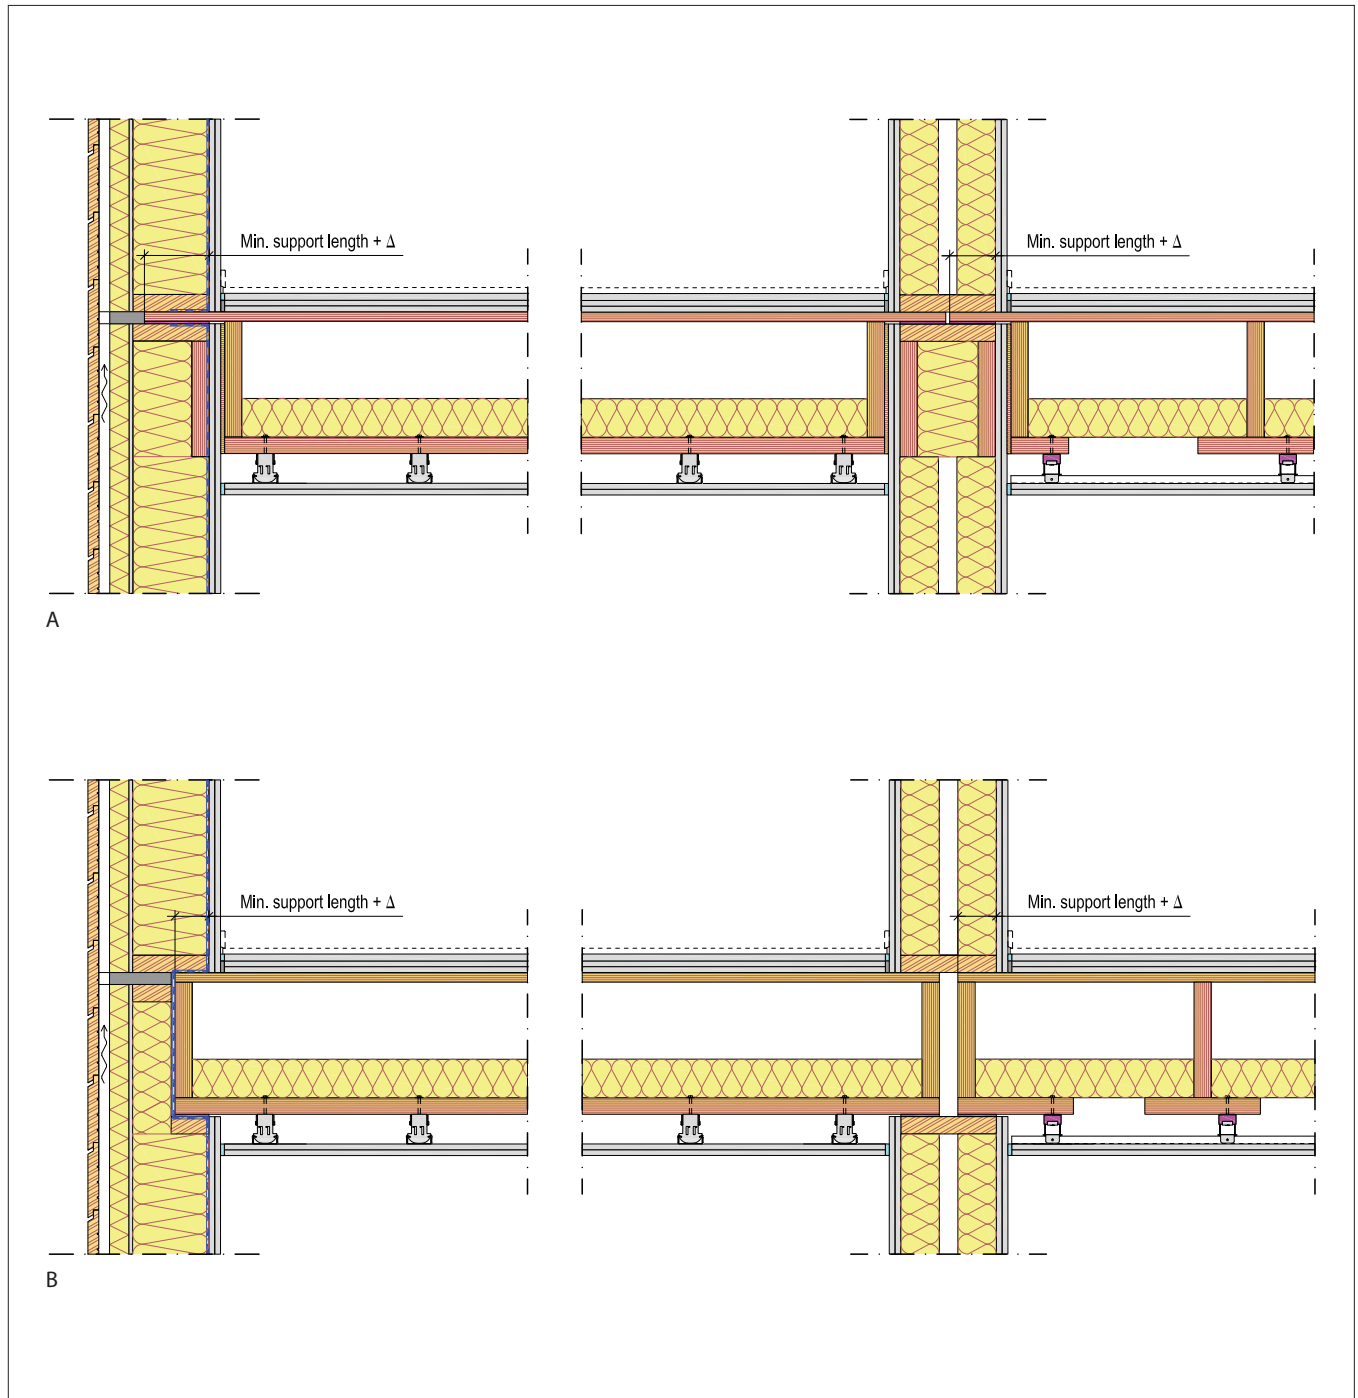 Min. support length + Δ
Min. support length + Δ
A
Min. support length + Δ
Min. support length + Δ
B